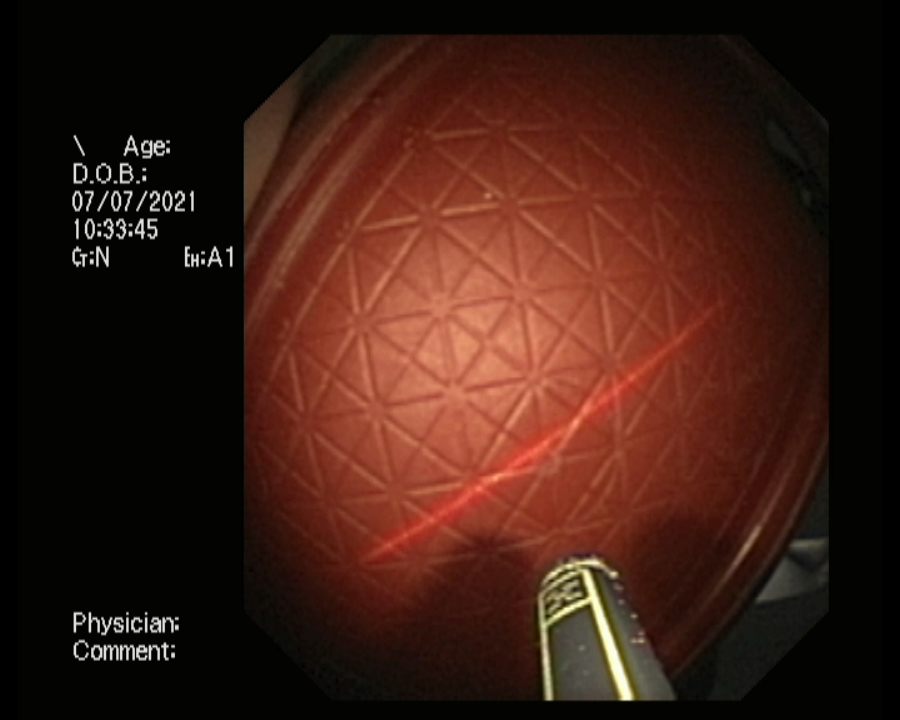 \ Age:
D.O.B.:
07/07/2021
10:33:45
Cr:N Eh:A1
Physician:
Comment: